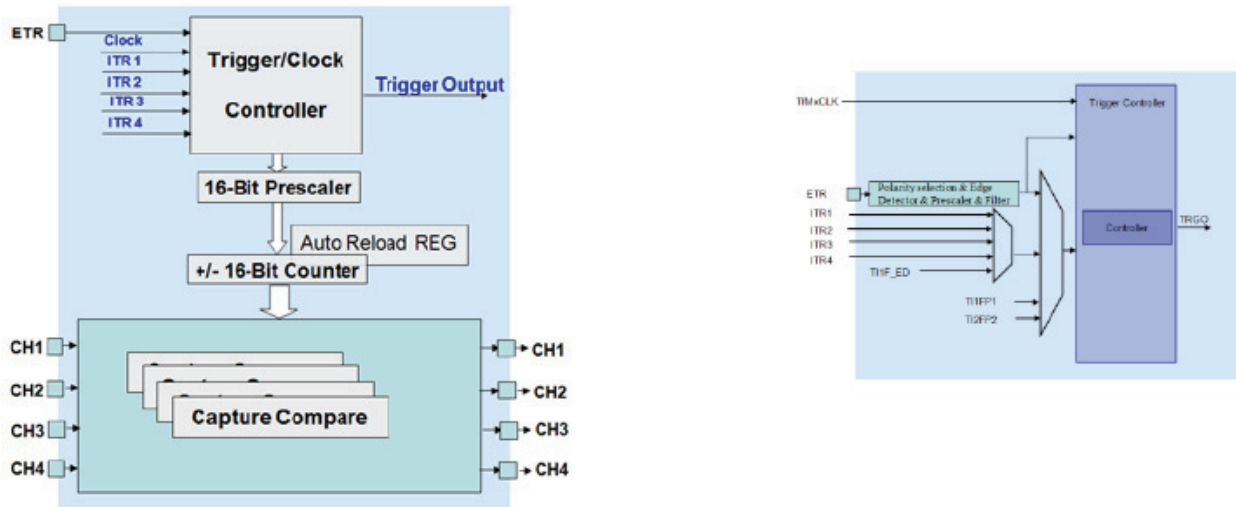 ETR
Clock
ITR 1
ITR 2
ITR 3
ITR 4
Trigger/Clock
Controller
Trigger Output
16-Bit Prescaler
Auto Reload REG
+/- 16-Bit Counter
CH1
CH2
CH3
CH4
Capture Compare
CH1
CH2
CH3
CH4
TIMxCLK
Trigger Controller
ETR
Polarity selection & Edge
Detector & Prescaler & Filter
ITR1
ITR2
ITR3
ITR4
TI1F_ED
TI1FP1
TI2FP2
Controller
TRGO